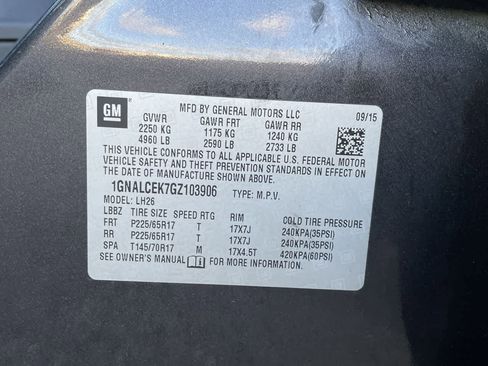 GM
MFD BY GENERAL MOTORS LLC 09/15
GVWR GAWR FRT GAWR RR
2250 KG 1175 KG 1240 KG
4960 LB 2590 LB 2733 LB
THIS VEHICLE CONFORMS TO ALL APPLICABLE U.S. FEDERAL MOTOR
VEHICLE SAFETY AND THEFT PREVENTION STANDARDS IN EFFECT ON THE
DATE OF MANUFACTURE SHOWN ABOVE.
1GNALCEK7GZ103906 TYPE: M.P.V.
MODEL: LH26
LBBZ TIRE SIZE SPEED RTG RIM COLD TIRE PRESSURE
FRT P225/65R17 T 17X7J 240KPA(35PSI)
RR P225/65R17 T 17X7J 240KPA(35PSI)
SPA T145/70R17 M 17X4.5T 420KPA(60PSI)
SEE OWNER'S MANUAL FOR MORE INFORMATION.